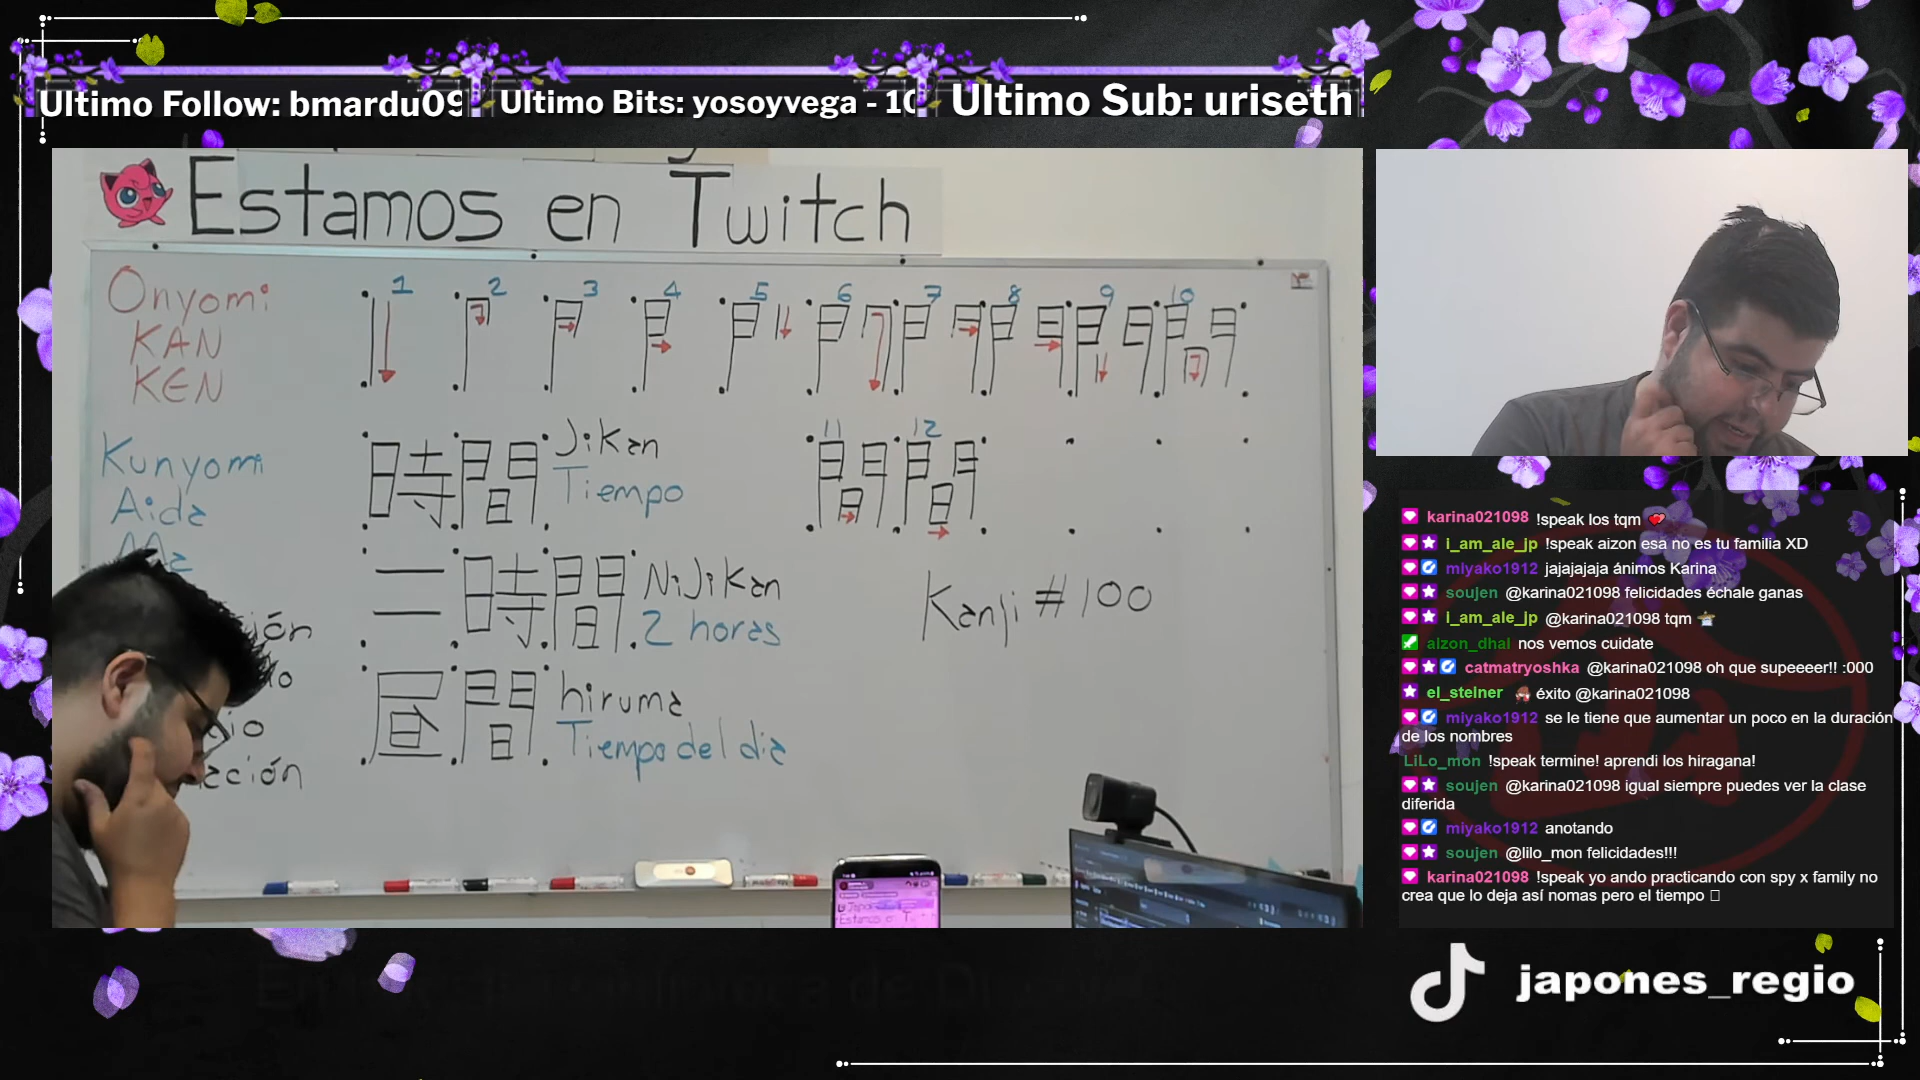 Ultimo Follow: bmardu09
Ultimo Bits: yosoyvega - 10
Ultimo Sub: uriseth
Estamos en Twitch
Onyomi
KAN
KEN
1 2 3 4 5 6 7 8 9 10
Kunyomi
Aida
Ma
時間 Jikan
Tiempo
11 12
二時間 NiJiKan
2 horas
Kanji #100
昼間 hiruma
Tiempo del dia
karina021098 !speak los tqm 💕
i_am_ale_jp !speak aizon esa no es tu familia XD
miyako1912 jajajajaja ánimos Karina
soujen @karina021098 felicidades échale ganas
i_am_ale_jp @karina021098 tqm
aizon_dhal nos vemos cuidate
catmatryoshka @karina021098 oh que supeeeer!! :000
el_steiner éxito @karina021098
miyako1912 se le tiene que aumentar un poco en la duración
de los nombres
LiLo_mon !speak termine! aprendi los hiragana!
soujen @karina021098 igual siempre puedes ver la clase
diferida
miyako1912 anotando
soujen @lilo_mon felicidades!!!
karina021098 !speak yo ando practicando con spy x family no
crea que lo deja así nomas pero el tiempo
japones_regio